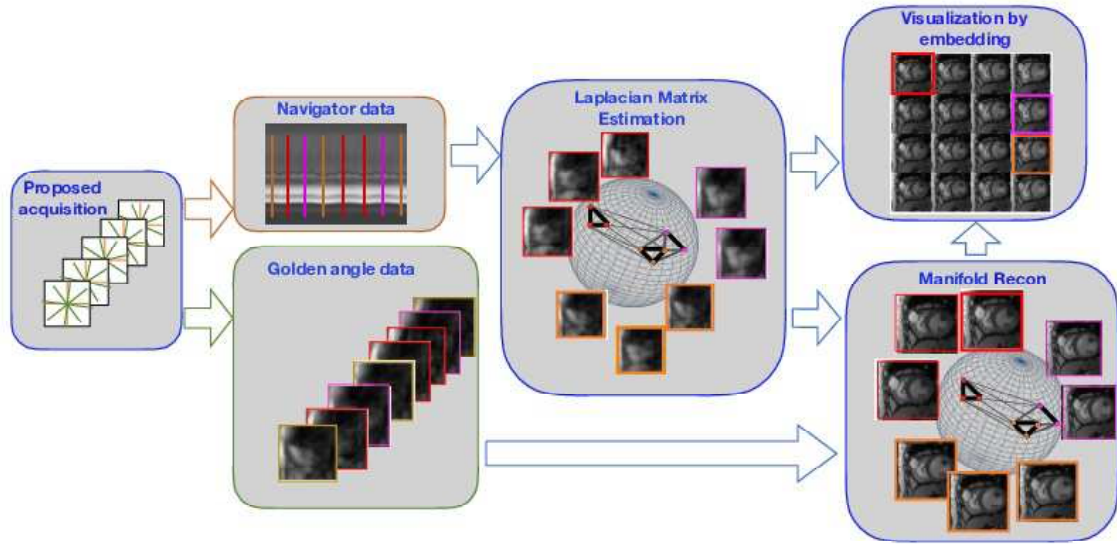 Proposed
acquisition
Navigator data
Golden angle data
Laplacian Matrix
Estimation
Visualization by
embedding
Manifold Recon